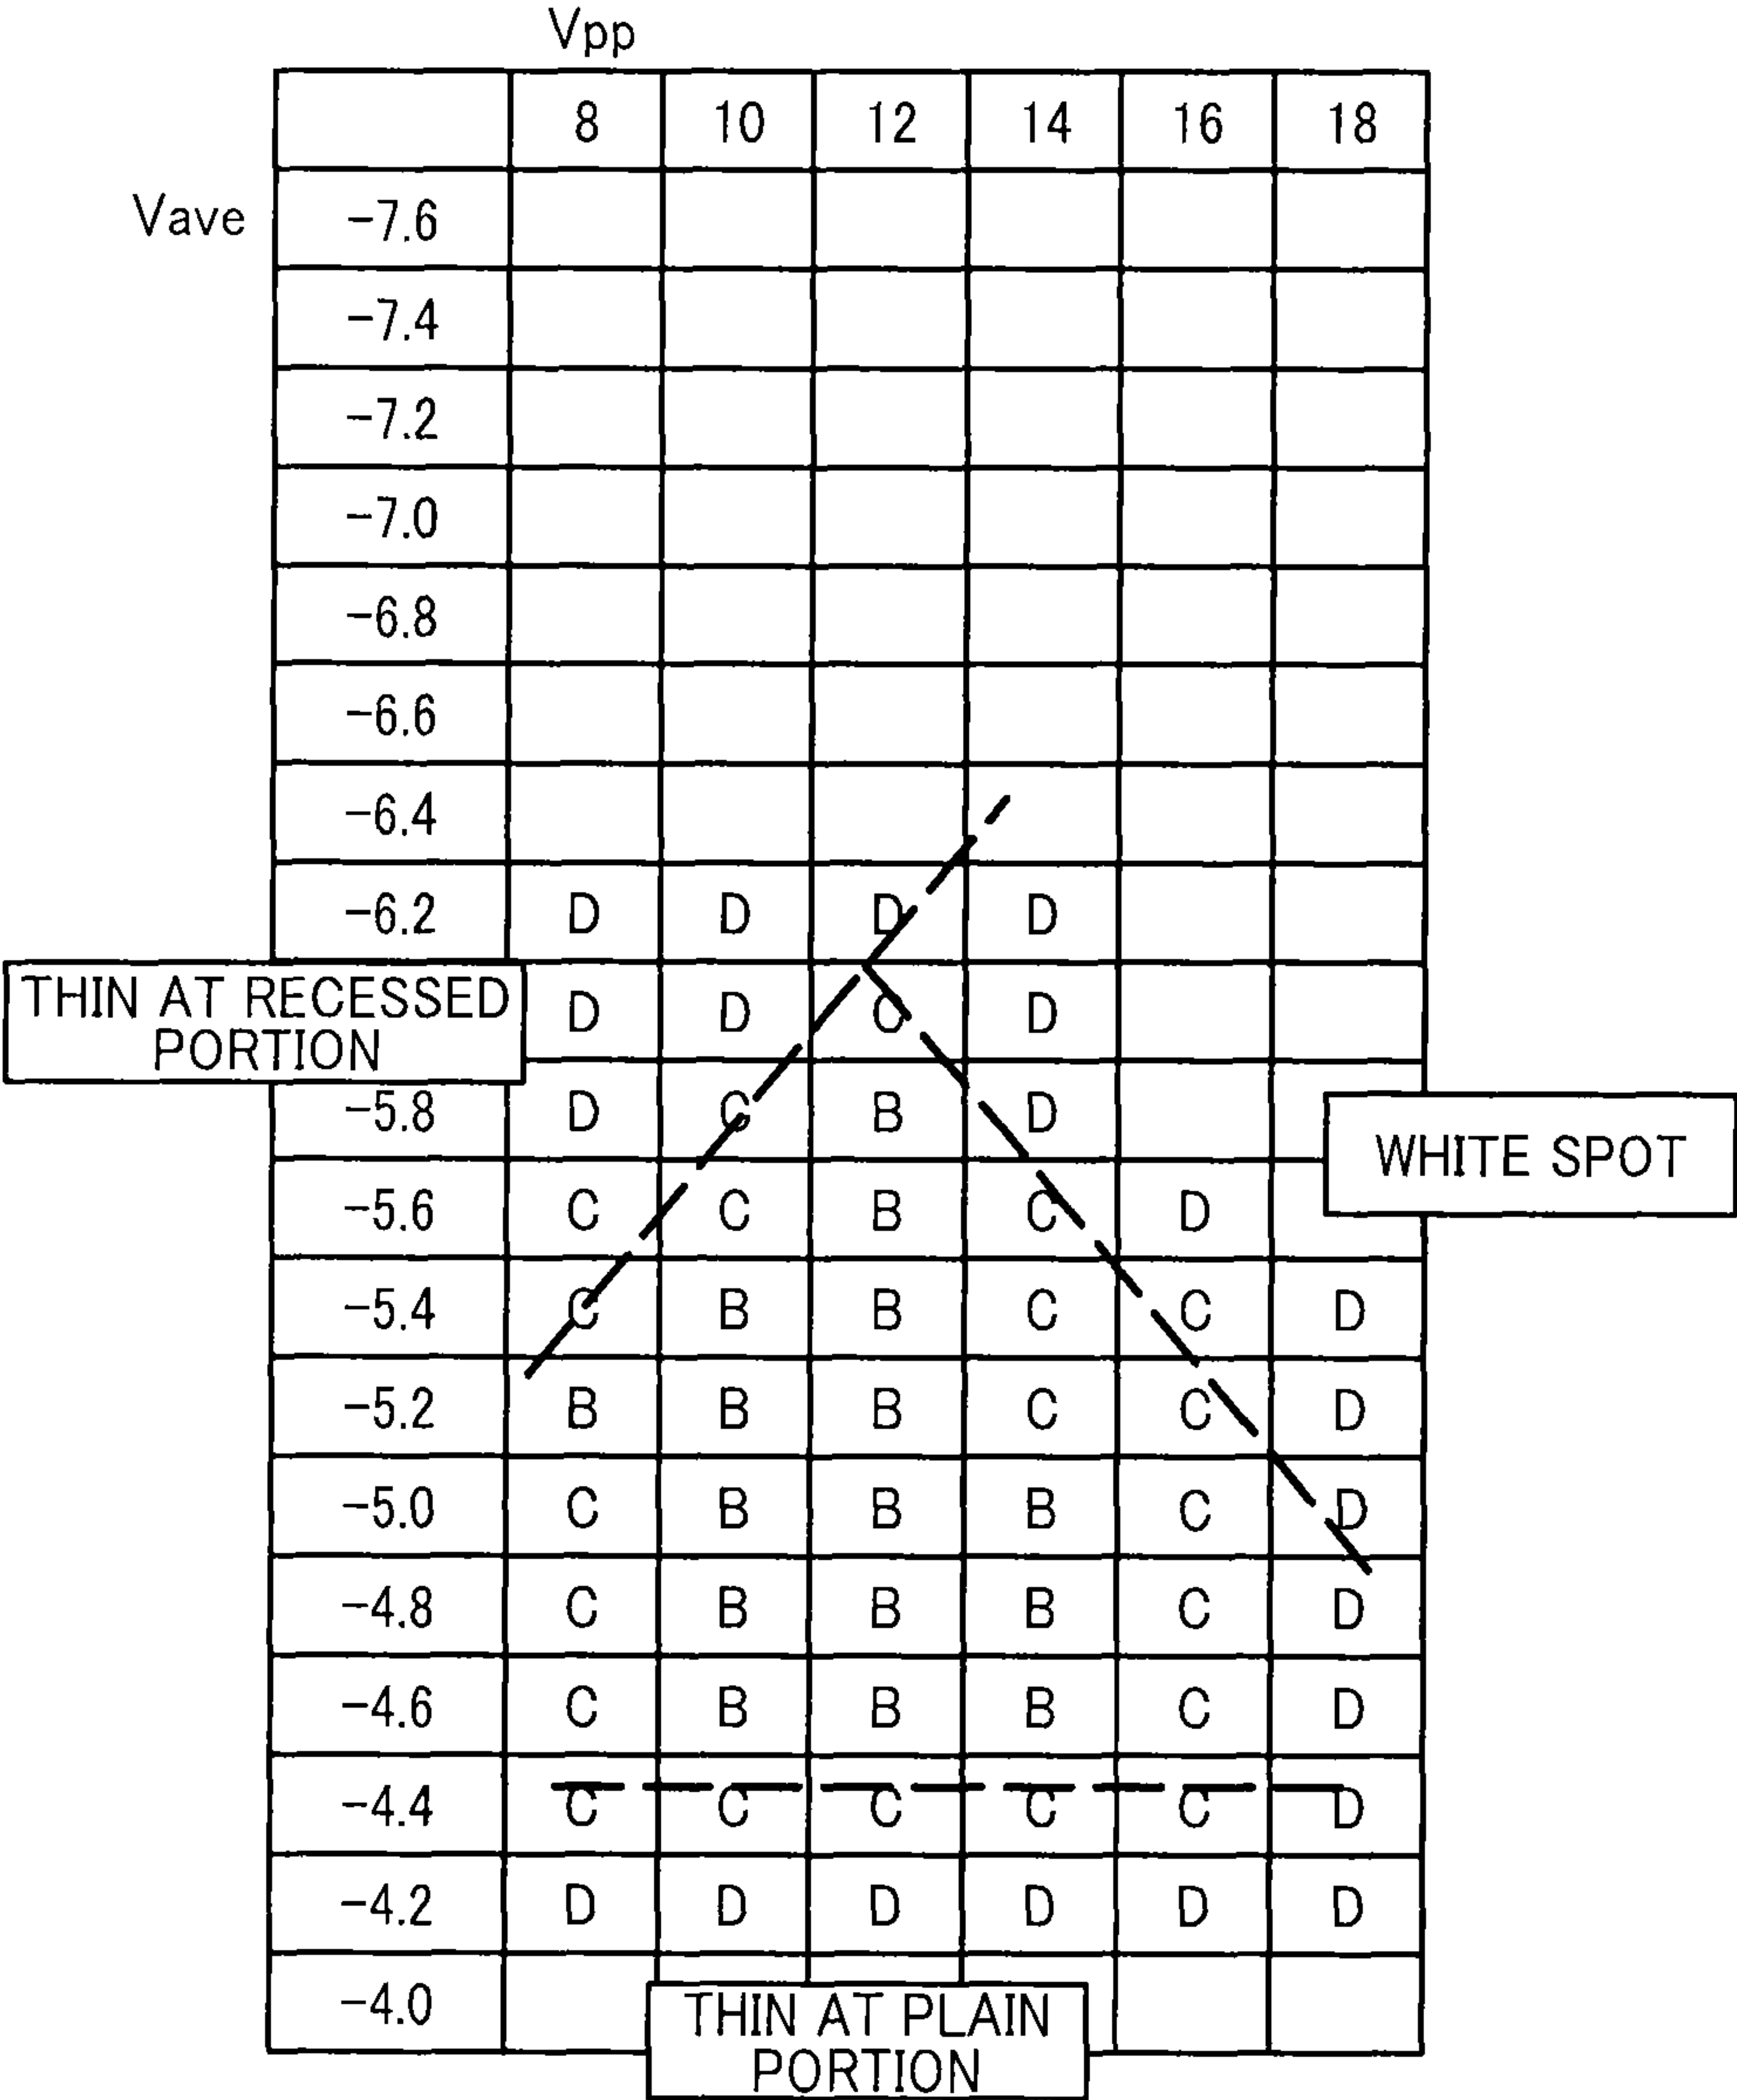 Vpp
8 10 12 14 16 18
Vave -7.6
-7.4
-7.2
-7.0
-6.8
-6.6
-6.4
-6.2 D D D D
THIN AT RECESSED
PORTION
D D C D
-5.8 D C B D
WHITE SPOT
-5.6 C C B C D
-5.4 C B B C C D
-5.2 B B B C C D
-5.0 C B B B C D
-4.8 C B B B C D
-4.6 C B B B C D
-4.4 C C C C C D
-4.2 D D D D D D
-4.0
THIN AT PLAIN
PORTION